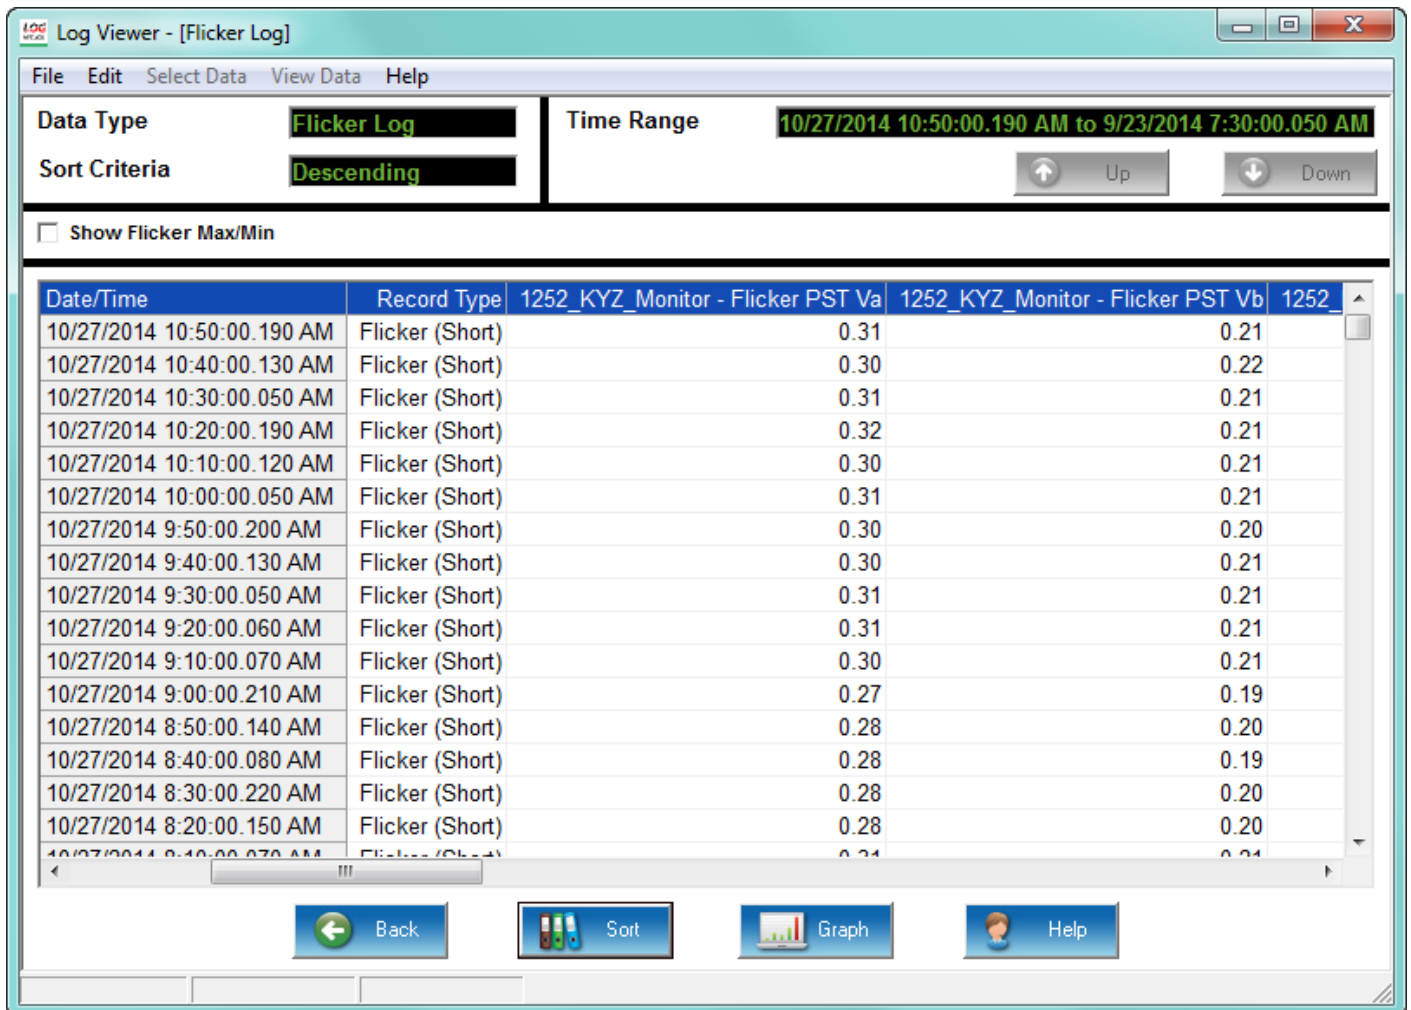 Log Viewer - [Flicker Log]
File Edit Select Data View Data Help
Data Type Flicker Log Time Range 10/27/2014 10:50:00.190 AM to 9/23/2014 7:30:00.050 AM
Sort Criteria Descending Up Down
Show Flicker Max/Min
Date/Time Record Type 1252_KYZ_Monitor - Flicker PST Va 1252_KYZ_Monitor - Flicker PST Vb 1252_
10/27/2014 10:50:00.190 AM Flicker (Short) 0.31 0.21
10/27/2014 10:40:00.130 AM Flicker (Short) 0.30 0.22
10/27/2014 10:30:00.050 AM Flicker (Short) 0.31 0.21
10/27/2014 10:20:00.190 AM Flicker (Short) 0.32 0.21
10/27/2014 10:10:00.120 AM Flicker (Short) 0.30 0.21
10/27/2014 10:00:00.050 AM Flicker (Short) 0.31 0.21
10/27/2014 9:50:00.200 AM Flicker (Short) 0.30 0.20
10/27/2014 9:40:00.130 AM Flicker (Short) 0.30 0.21
10/27/2014 9:30:00.050 AM Flicker (Short) 0.31 0.21
10/27/2014 9:20:00.060 AM Flicker (Short) 0.31 0.21
10/27/2014 9:10:00.070 AM Flicker (Short) 0.30 0.21
10/27/2014 9:00:00.210 AM Flicker (Short) 0.27 0.19
10/27/2014 8:50:00.140 AM Flicker (Short) 0.28 0.20
10/27/2014 8:40:00.080 AM Flicker (Short) 0.28 0.19
10/27/2014 8:30:00.220 AM Flicker (Short) 0.28 0.20
10/27/2014 8:20:00.150 AM Flicker (Short) 0.28 0.20
Back Sort Graph Help